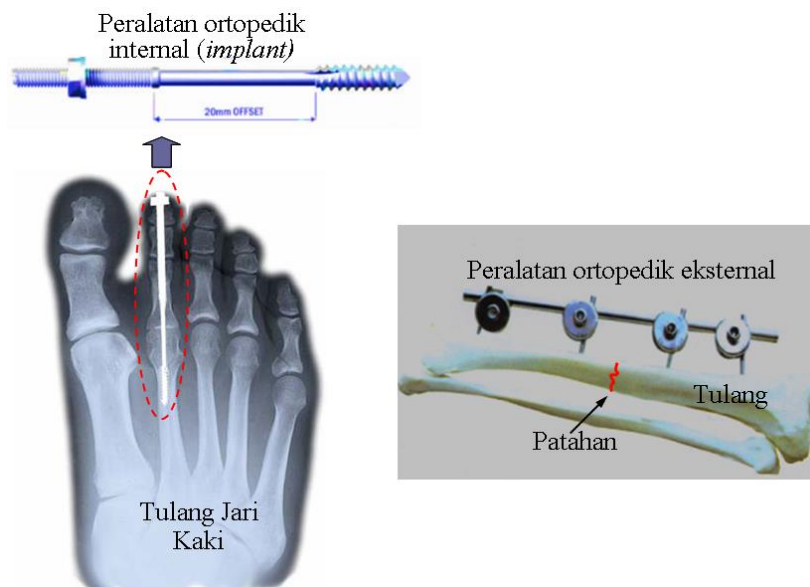 Peralatan ortopedik
internal (implant)
20mm OFFSET
Tulang Jari
Kaki
Peralatan ortopedik eksternal
Tulang
Patahan